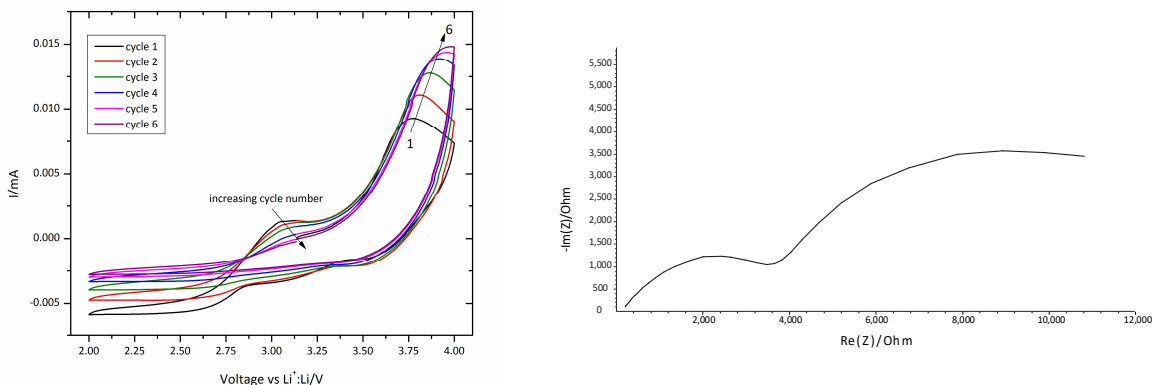 0.015
0.010
0.005
0.000
-0.005
I/mA
cycle 1
cycle 2
cycle 3
cycle 4
cycle 5
cycle 6
6
1
increasing cycle number
2.00 2.25 2.50 2.75 3.00 3.25 3.50 3.75 4.00
Voltage vs Li⁺:Li/V
5,500
5,000
4,500
4,000
3,500
3,000
2,500
2,000
1,500
1,000
500
0
-Im(Z)/Ohm
2,000 4,000 6,000 8,000 10,000 12,000
Re(Z)/Ohm